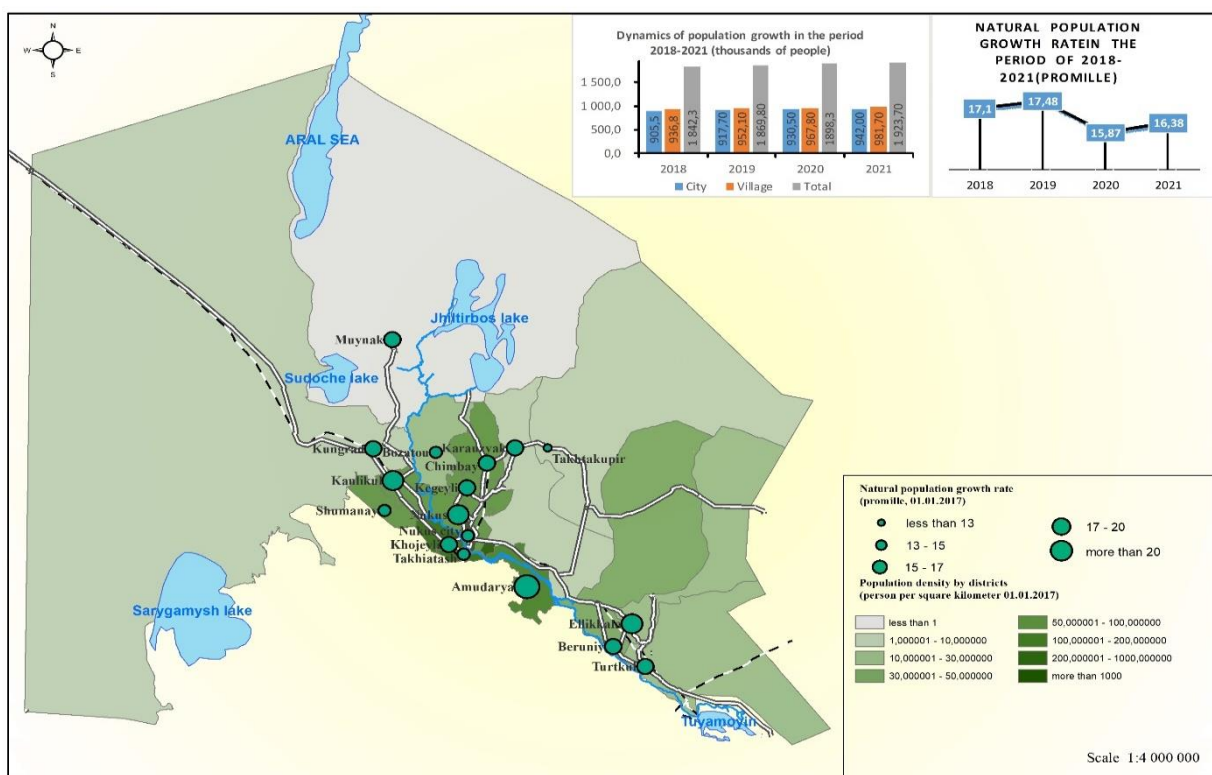 N
W E
S
Dynamics of population growth in the period
2018-2021 (thousands of people)
1 500,0
1 000,0
500,0
0,0
905,5
936,8
1 842,3
917,70
952,10
1 869,80
930,50
967,80
1898,3
942,00
981,70
1 923,70
2018 2019 2020 2021
City Village Total
NATURAL POPULATION
GROWTH RATEIN THE
PERIOD OF 2018-
2021(PROMILLE)
17,1 17,48 15,87 16,38
2018 2019 2020 2021
ARAL SEA
Jhiltirbos lake
Muynak
Sudoche lake
Kungrad
Bozatou
Karauzyak
Takhtakupir
Chimbay
Kaulikul
Kegeyli
Shumanay
Nukus
Nukus city
Khojeyli
Takhiatash
Amudarya
Sarygamysh lake
Ellikkala
Beruniy
Turtkul
Tuyamoyin
Natural population growth rate
(promille, 01.01.2017)
less than 13
13 - 15
15 - 17
17 - 20
more than 20
Population density by districts
(person per square kilometer 01.01.2017)
less than 1
1,000001 - 10,000000
10,000001 - 30,000000
30,000001 - 50,000000
50,000001 - 100,000000
100,000001 - 200,000000
200,000001 - 1000,000000
more than 1000
Scale 1:4 000 000